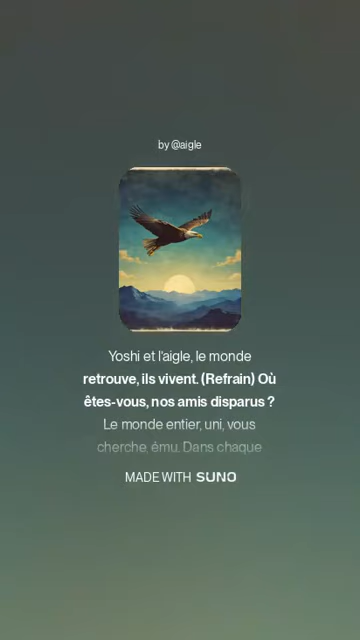 by @aigle
Yoshi et l'aigle, le monde
retrouve, ils vivent. (Refrain) Où
êtes-vous, nos amis disparus ?
Le monde entier, uni, vous
cherche, ému. Dans chaque
MADE WITH SUNO